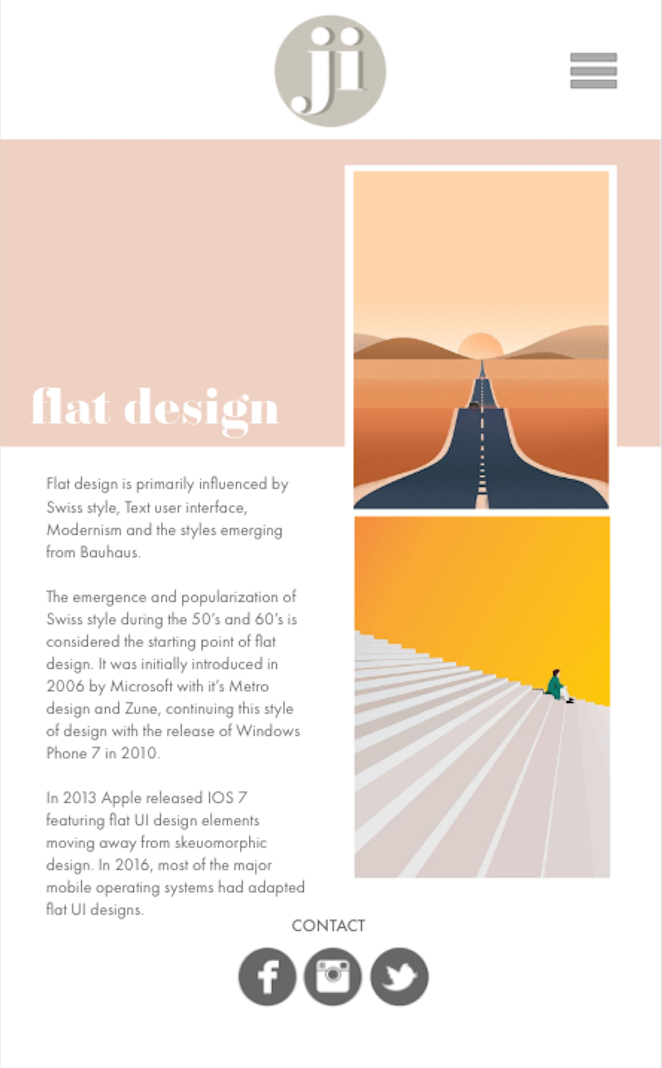 ji
flat design
Flat design is primarily influenced by
Swiss style, Text user interface,
Modernism and the styles emerging
from Bauhaus.
The emergence and popularization of
Swiss style during the 50's and 60's is
considered the starting point of flat
design. It was initially introduced in
2006 by Microsoft with it's Metro
design and Zune, continuing this style
of design with the release of Windows
Phone 7 in 2010.
In 2013 Apple released IOS 7
featuring flat UI design elements
moving away from skeuomorphic
design. In 2016, most of the major
mobile operating systems had adapted
flat UI designs.
CONTACT